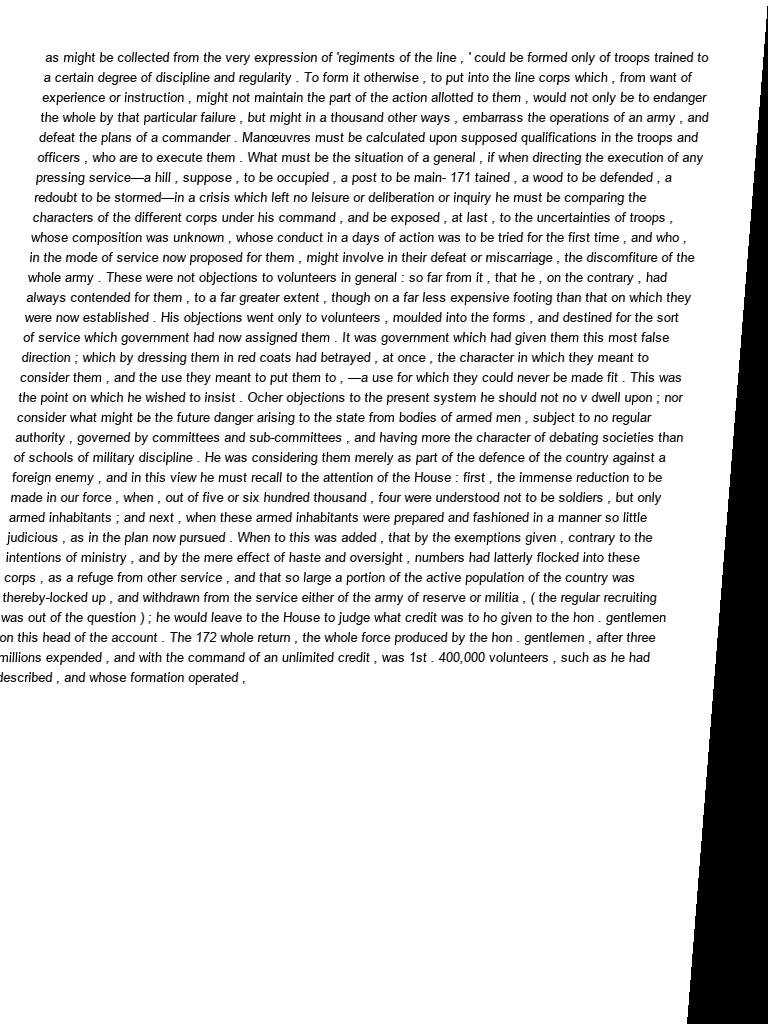 as might be collected from the very expression of 'regiments of the line , ' could be formed only of troops trained to
a certain degree of discipline and regularity . To form it otherwise , to put into the line corps which , from want of
experience or instruction , might not maintain the part of the action allotted to them , would not only be to endanger
the whole by that particular failure , but might in a thousand other ways , embarrass the operations of an army , and
defeat the plans of a commander . Manœuvres must be calculated upon supposed qualifications in the troops and
officers , who are to execute them . What must be the situation of a general , if when directing the execution of any
pressing service—a hill , suppose , to be occupied , a post to be main- 171 tained , a wood to be defended , a
redoubt to be stormed—in a crisis which left no leisure or deliberation or inquiry he must be comparing the
characters of the different corps under his command , and be exposed , at last , to the uncertainties of troops ,
whose composition was unknown , whose conduct in a days of action was to be tried for the first time , and who ,
in the mode of service now proposed for them , might involve in their defeat or miscarriage , the discomfiture of the
whole army . These were not objections to volunteers in general : so far from it , that he , on the contrary , had
always contended for them , to a far greater extent , though on a far less expensive footing than that on which they
were now established . His objections went only to volunteers , moulded into the forms , and destined for the sort
of service which government had now assigned them . It was government which had given them this most false
direction ; which by dressing them in red coats had betrayed , at once , the character in which they meant to
consider them , and the use they meant to put them to , —a use for which they could never be made fit . This was
the point on which he wished to insist . Ocher objections to the present system he should not no v dwell upon ; nor
consider what might be the future danger arising to the state from bodies of armed men , subject to no regular
authority , governed by committees and sub-committees , and having more the character of debating societies than
of schools of military discipline . He was considering them merely as part of the defence of the country against a
foreign enemy , and in this view he must recall to the attention of the House : first , the immense reduction to be
made in our force , when , out of five or six hundred thousand , four were understood not to be soldiers , but only
armed inhabitants ; and next , when these armed inhabitants were prepared and fashioned in a manner so little
judicious , as in the plan now pursued . When to this was added , that by the exemptions given , contrary to the
intentions of ministry , and by the mere effect of haste and oversight , numbers had latterly flocked into these
corps , as a refuge from other service , and that so large a portion of the active population of the country was
thereby-locked up , and withdrawn from the service either of the army of reserve or militia , ( the regular recruiting
was out of the question ) ; he would leave to the House to judge what credit was to ho given to the hon . gentlemen
on this head of the account . The 172 whole return , the whole force produced by the hon . gentlemen , after three
millions expended , and with the command of an unlimited credit , was 1st . 400,000 volunteers , such as he had
described , and whose formation operated ,